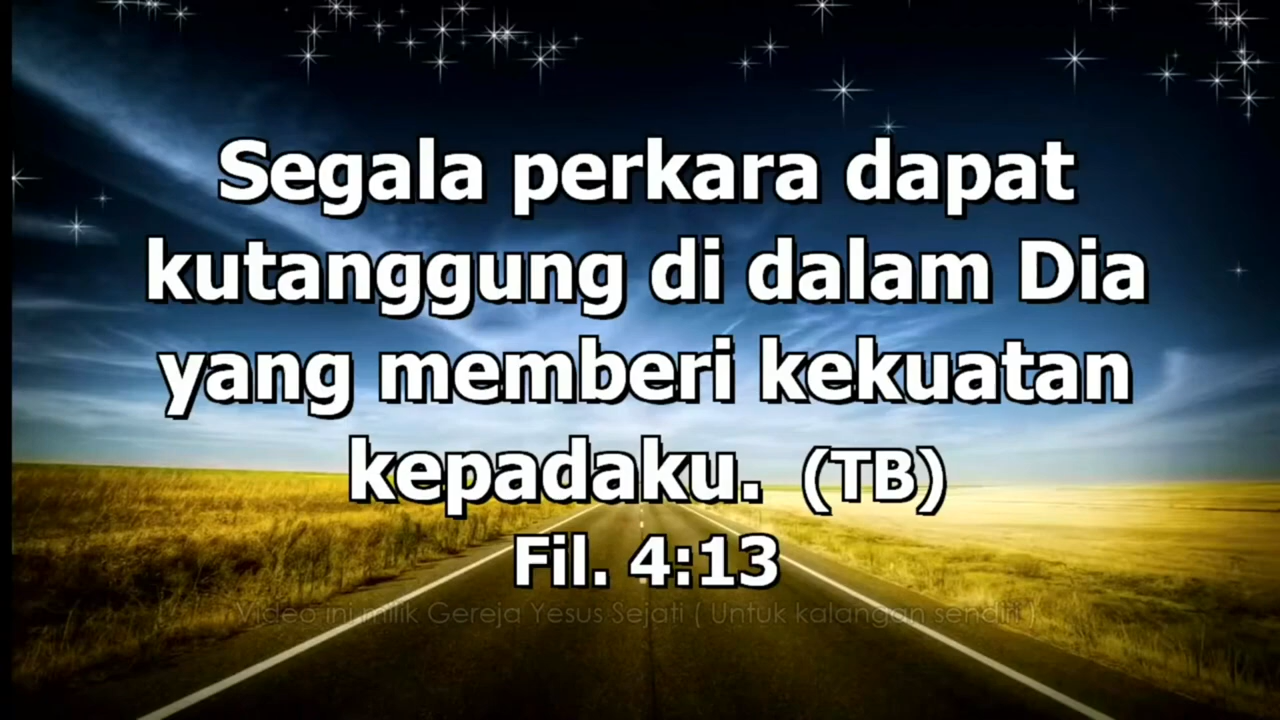 Segala perkara dapat
kutanggung di dalam Dia
yang memberi kekuatan
kepadaku. (TB)
Fil. 4:13
Video ini milik Gereja Yesus Sejati ( Untuk kalangan sendiri )